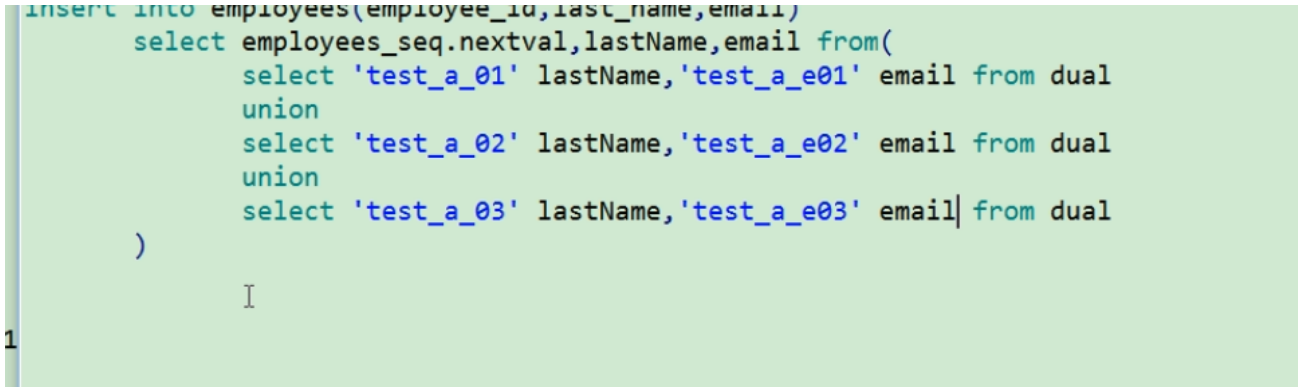 insert into employees(employee_id,last_name,email)
select employees_seq.nextval,lastName,email from(
select 'test_a_01' lastName,'test_a_e01' email from dual
union
select 'test_a_02' lastName,'test_a_e02' email from dual
union
select 'test_a_03' lastName,'test_a_e03' email from dual
)
1